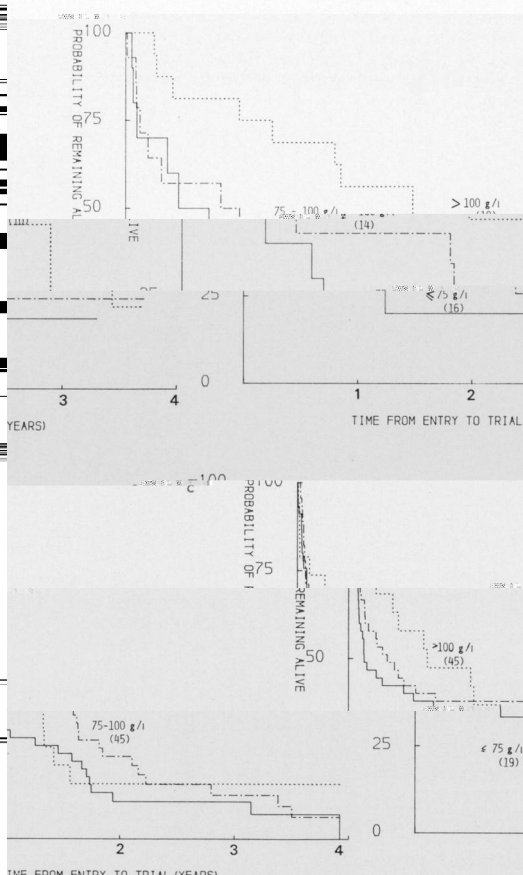 100
PROBABILITY OF REMAINING AL
75
50
IVE
> 100 g/l
75 - 100 g/l
(14)
25
≤ 75 g/l
(16)
0
3
4
1
2
YEARS)
TIME FROM ENTRY TO TRIAL
C
100
PROBABILITY OF
75
REMAINING ALIVE
50
>100 g/l
(45)
75-100 g/l
(45)
25
≤ 75 g/l
(19)
0
2
3
4
TIME FROM ENTRY TO TRIAL (YEARS)